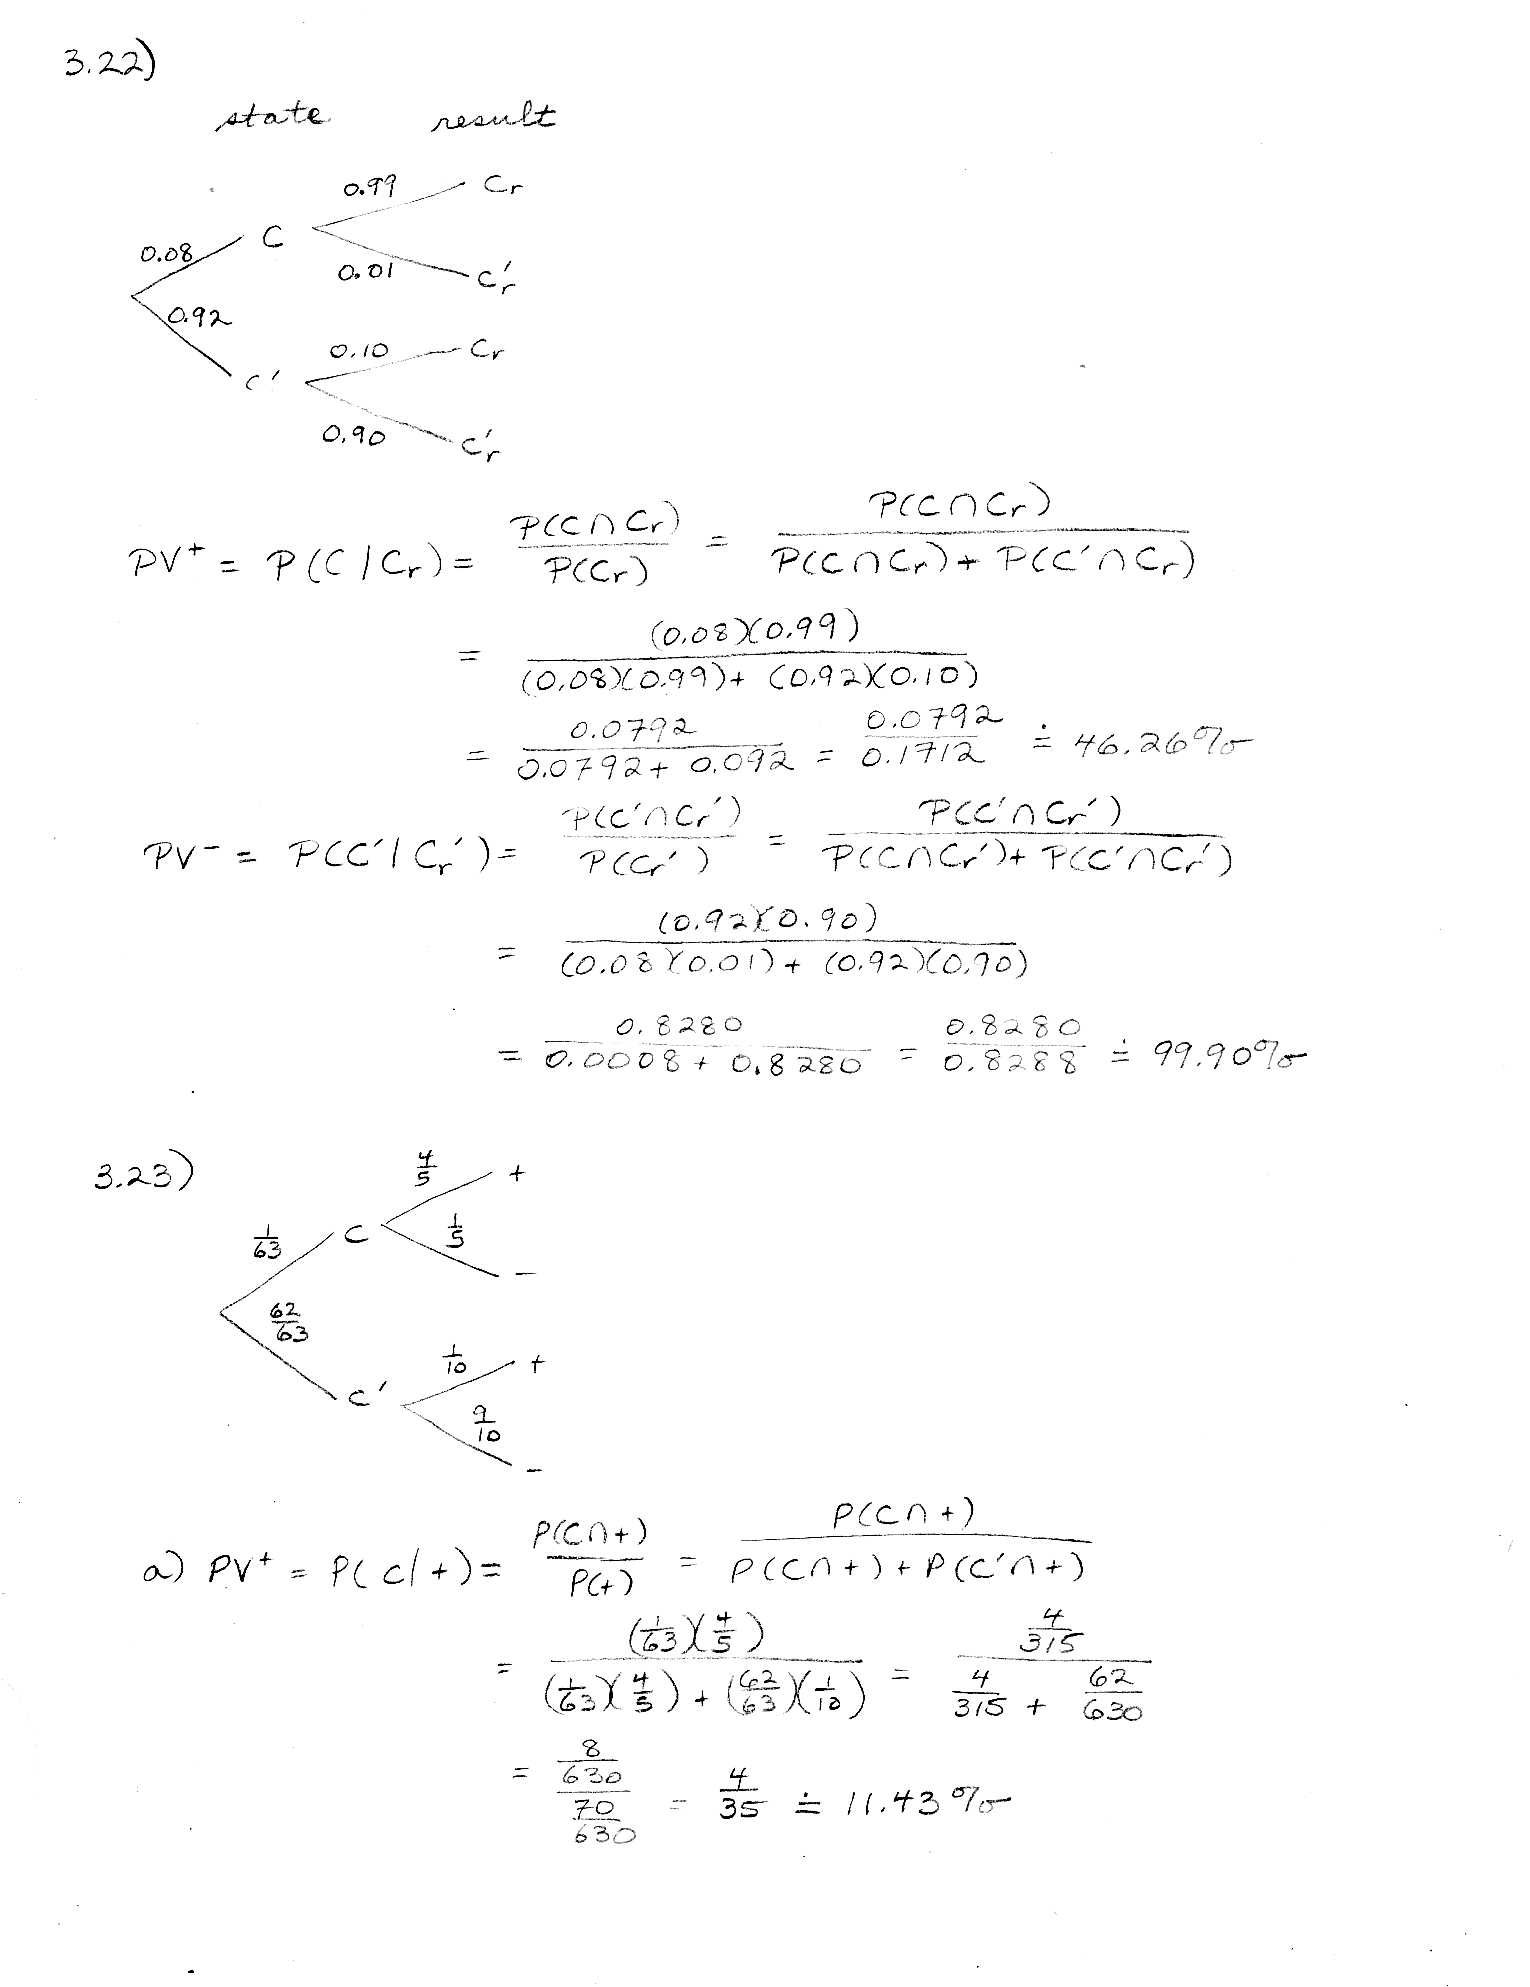 3.22)
state result
0.99 Cr
0.08 C
0.01 C'r
0.92
0.10 Cr
C'
0.90 C'r
PV⁺ = P(C|Cr) = P(C∩Cr)/P(Cr) = P(C∩Cr)/(P(C∩Cr) + P(C'∩Cr))
= (0.08)(0.99)/((0.08)(0.99) + (0.92)(0.10))
= 0.0792/(0.0792 + 0.092) = 0.0792/0.1712 ≐ 46.26%
PV⁻ = P(C'|Cr') = P(C'∩Cr')/P(Cr') = P(C'∩Cr')/(P(C∩Cr') + P(C'∩Cr'))
= (0.92)(0.90)/((0.08)(0.01) + (0.92)(0.90))
= 0.8280/(0.0008 + 0.8280) = 0.8280/0.8288 ≐ 99.90%
3.23)
4/5 +
1/63 C 1/5
−
62/63
1/10 +
C'
9/10
−
a) PV⁺ = P(C|+) = P(C∩+)/P(+) = P(C∩+)/(P(C∩+) + P(C'∩+))
= (1/63)(4/5)/((1/63)(4/5) + (62/63)(1/10)) = (4/315)/(4/315 + 62/630)
= (8/630)/(70/630) = 4/35 ≐ 11.43%